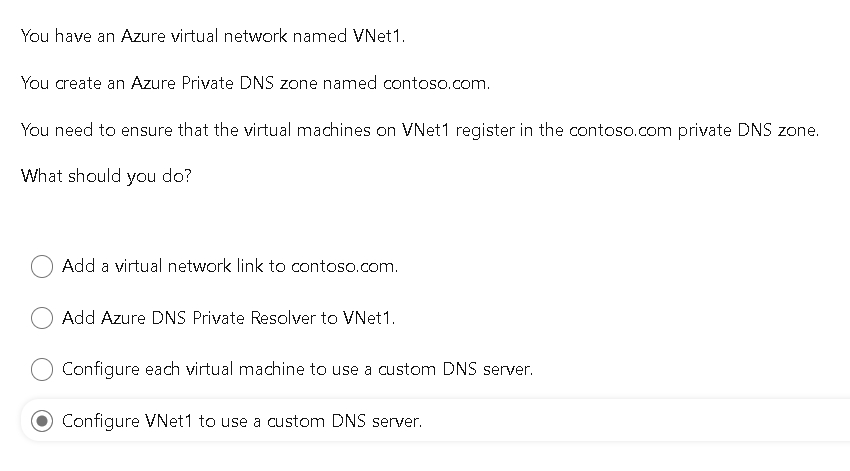 You have an Azure virtual network named VNet1.
You create an Azure Private DNS zone named contoso.com.
You need to ensure that the virtual machines on VNet1 register in the contoso.com private DNS zone.
What should you do?
Add a virtual network link to contoso.com.
Add Azure DNS Private Resolver to VNet1.
Configure each virtual machine to use a custom DNS server.
Configure VNet1 to use a custom DNS server.